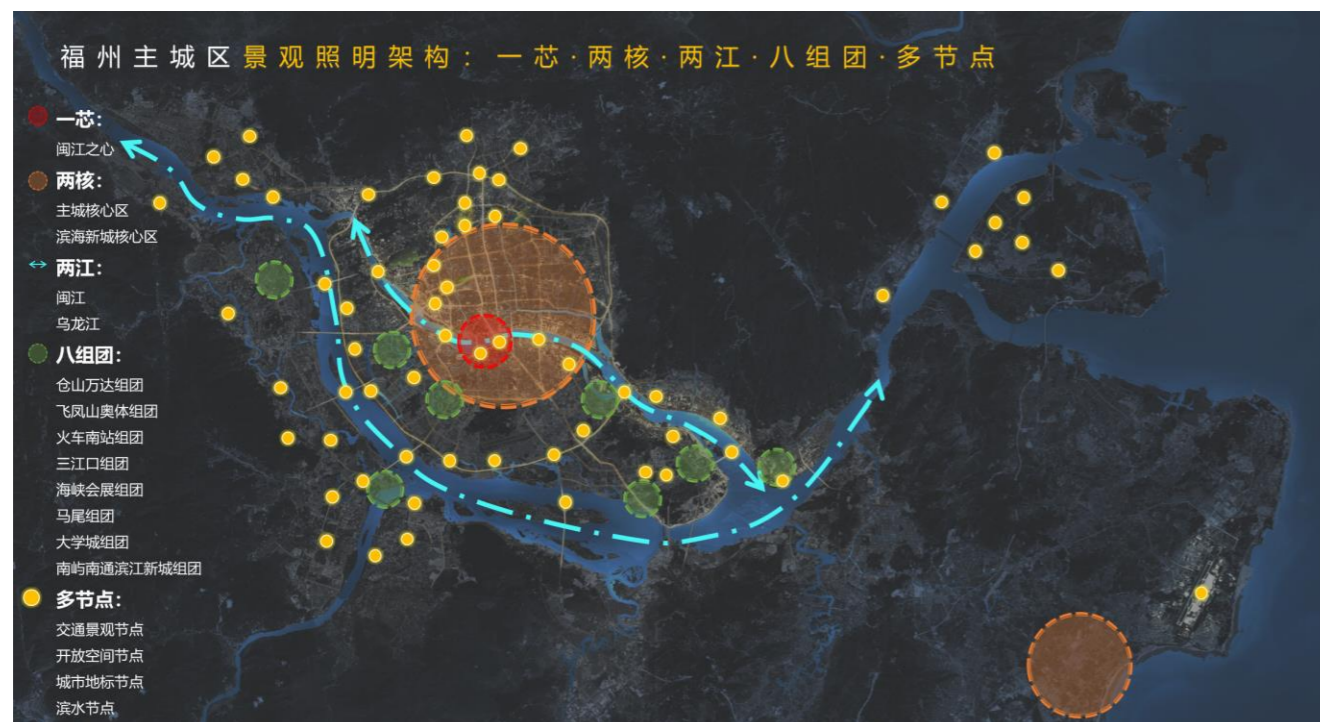 福州主城区景观照明架构：一芯·两核·两江·八组团·多节点
一芯：
闽江之心
两核：
主城核心区
滨海新城核心区
两江：
闽江
乌龙江
八组团：
仓山万达组团
飞凤山奥体组团
火车南站组团
三江口组团
海峡会展组团
马尾组团
大学城组团
南屿南通滨江新城组团
多节点：
交通景观节点
开放空间节点
城市地标节点
滨水节点